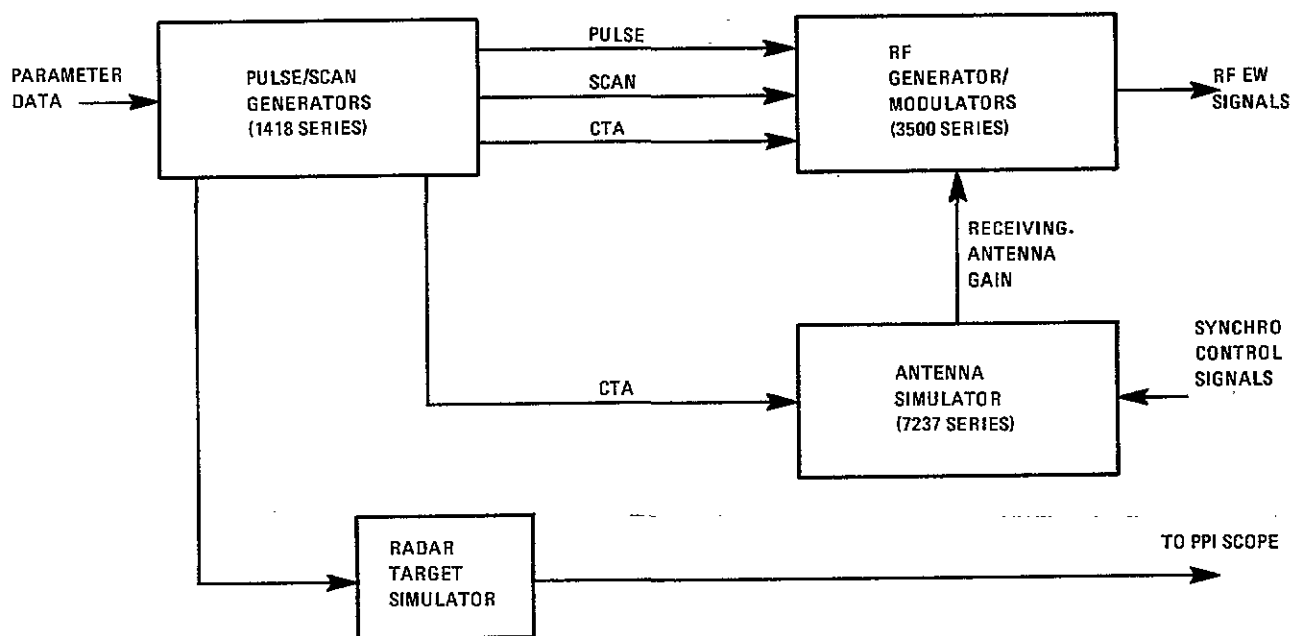 PARAMETER
DATA
PULSE/SCAN
GENERATORS
(1418 SERIES)
PULSE
SCAN
CTA
RF
GENERATOR/
MODULATORS
(3500 SERIES)
RF EW
SIGNALS
RECEIVING-
ANTENNA
GAIN
CTA
ANTENNA
SIMULATOR
(7237 SERIES)
SYNCHRO
CONTROL
SIGNALS
RADAR
TARGET
SIMULATOR
TO PPI SCOPE